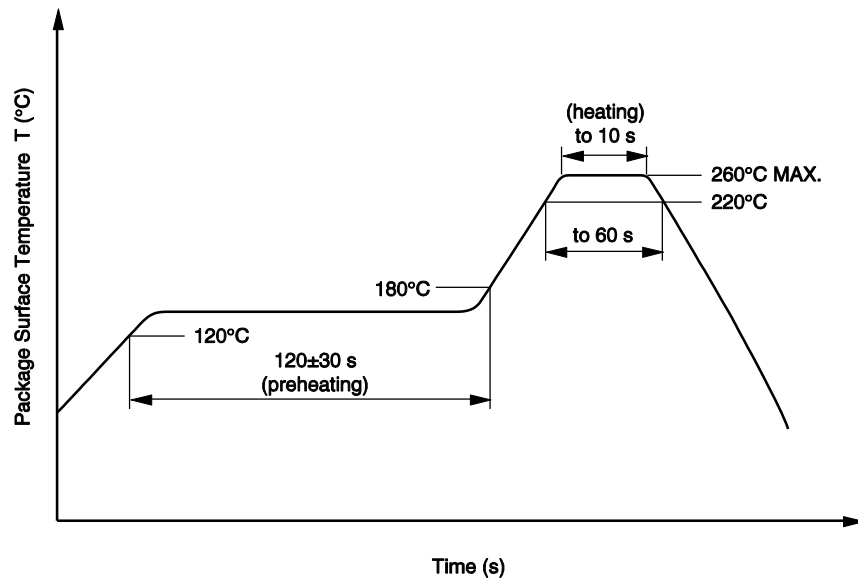 Package Surface Temperature T (°C)
(heating)
to 10 s
260°C MAX.
220°C
to 60 s
180°C
120°C
120±30 s
(preheating)
Time (s)